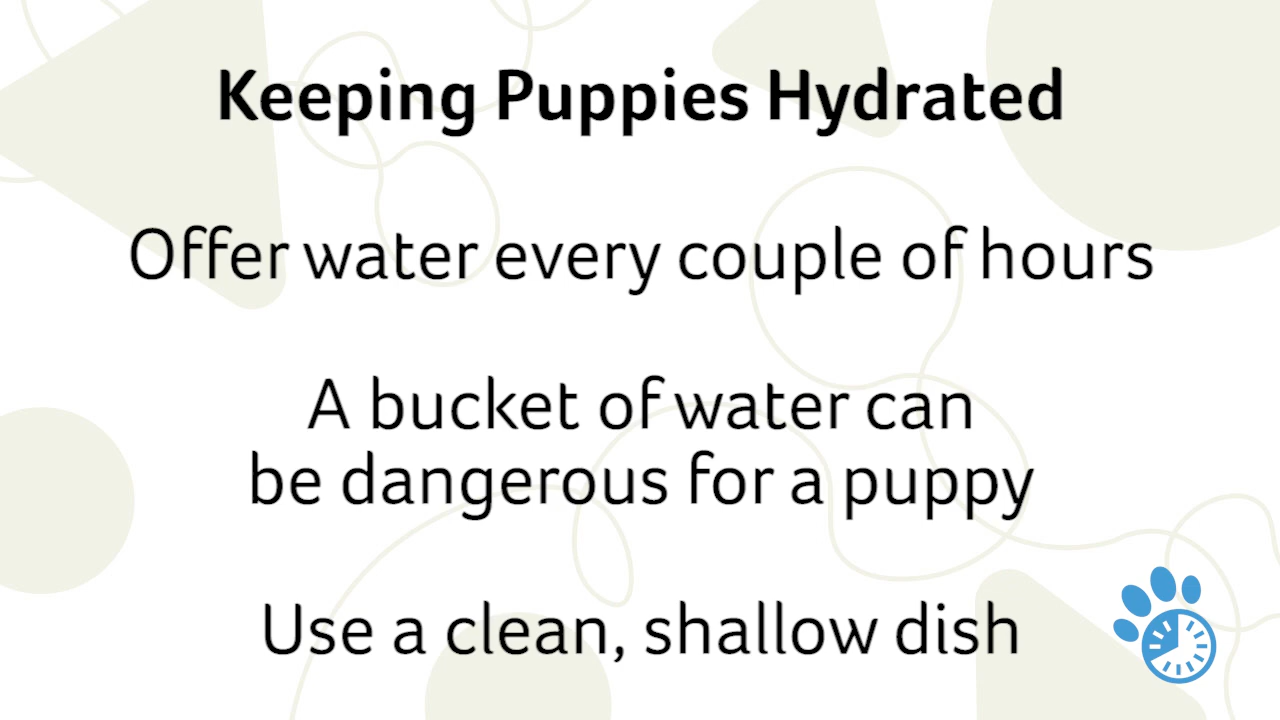 Keeping Puppies Hydrated
Offer water every couple of hours
A bucket of water can
be dangerous for a puppy
Use a clean, shallow dish